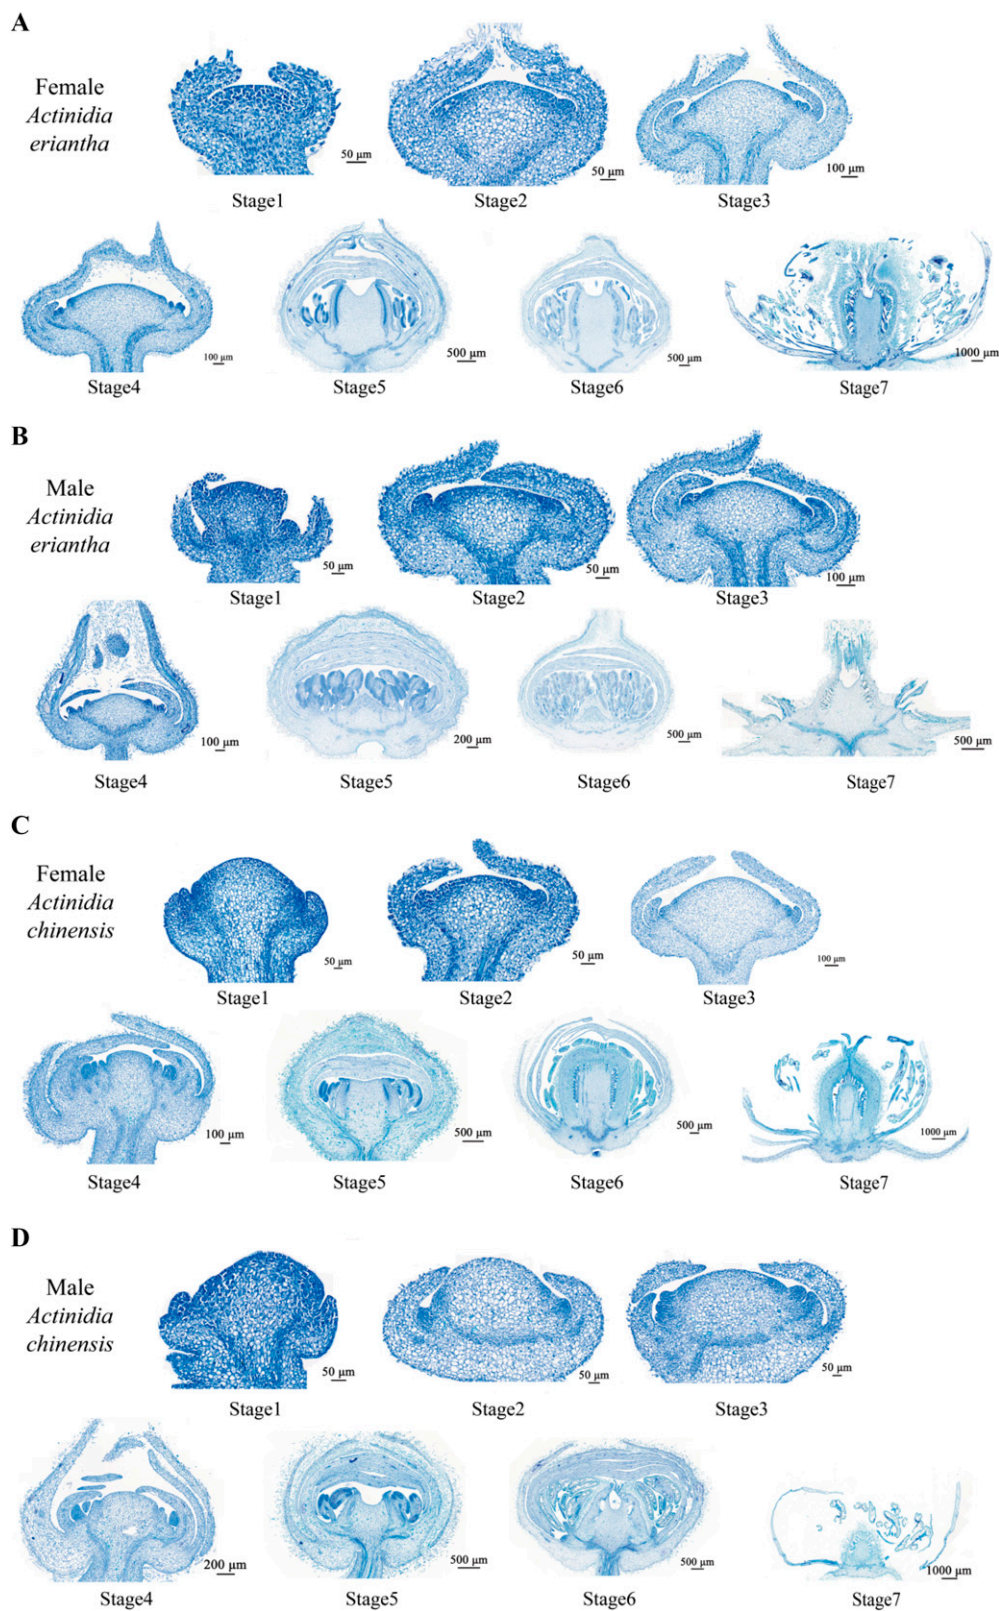 A
Female
Actinidia
eriantha
50 μm
50 μm
100 μm
Stage1
Stage2
Stage3
100 μm
500 μm
500 μm
1000 μm
Stage4
Stage5
Stage6
Stage7
B
Male
Actinidia
eriantha
50 μm
50 μm
100 μm
Stage1
Stage2
Stage3
100 μm
200 μm
500 μm
500 μm
Stage4
Stage5
Stage6
Stage7
C
Female
Actinidia
chinensis
50 μm
50 μm
100 μm
Stage1
Stage2
Stage3
100 μm
500 μm
500 μm
1000 μm
Stage4
Stage5
Stage6
Stage7
D
Male
Actinidia
chinensis
50 μm
50 μm
50 μm
Stage1
Stage2
Stage3
200 μm
500 μm
500 μm
1000 μm
Stage4
Stage5
Stage6
Stage7